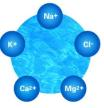 Na+
K+
Cl-
Ca2+
Mg2+